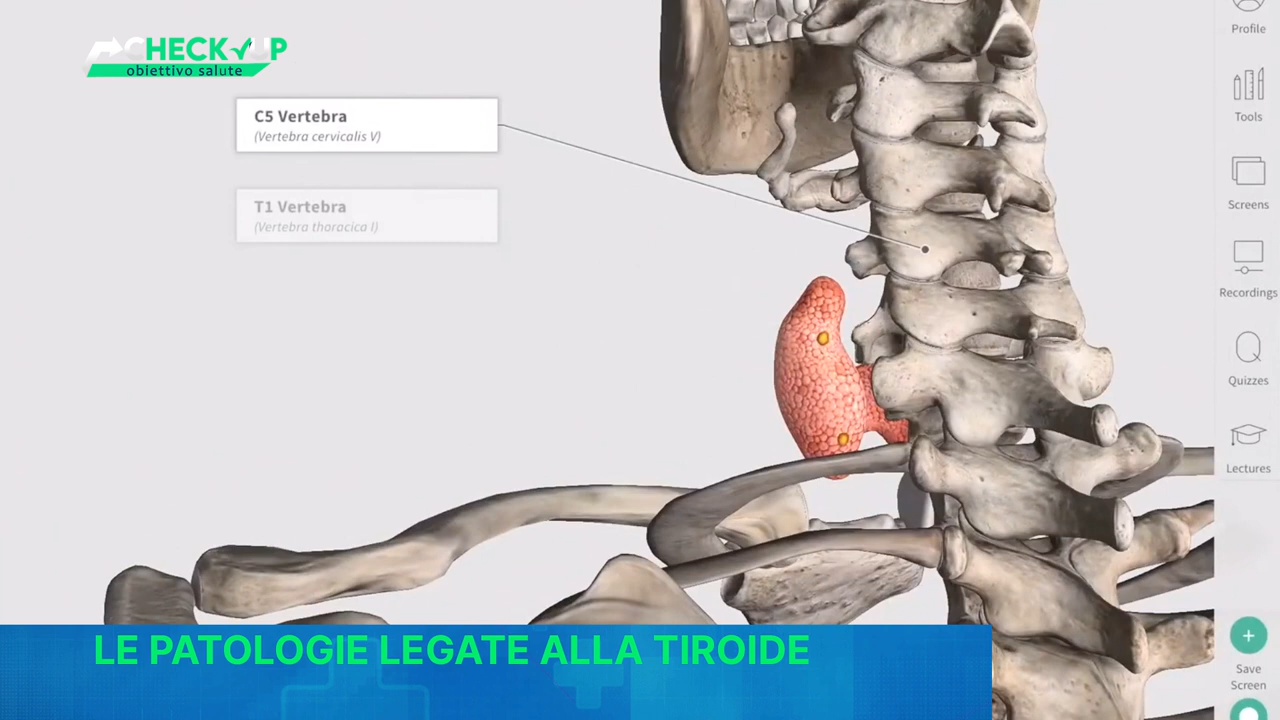 CHECK UP
obiettivo salute
C5 Vertebra
(Vertebra cervicalis V)
T1 Vertebra
(Vertebra thoracica I)
Profile
Tools
Screens
Recordings
Quizzes
Lectures
Save
Screen
LE PATOLOGIE LEGATE ALLA TIROIDE